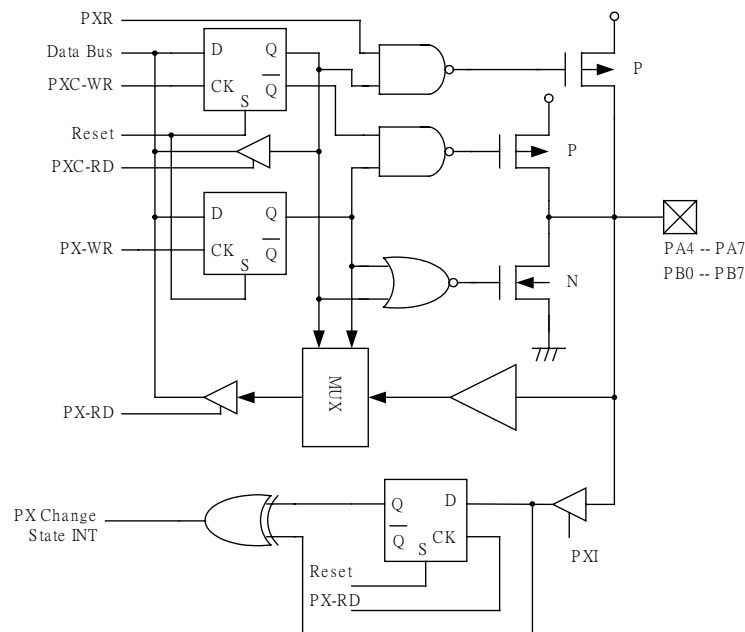 PXR
Data Bus
D
Q
P
PXC-WR
CK
Q
S
P
Reset
PXC-RD
D
Q
PX-WR
CK
Q
S
PA4 -- PA7
PB0 -- PB7
N
MUX
PX-RD
Q
D
PX Change
State INT
Q
CK
S
PXI
Reset
PX-RD